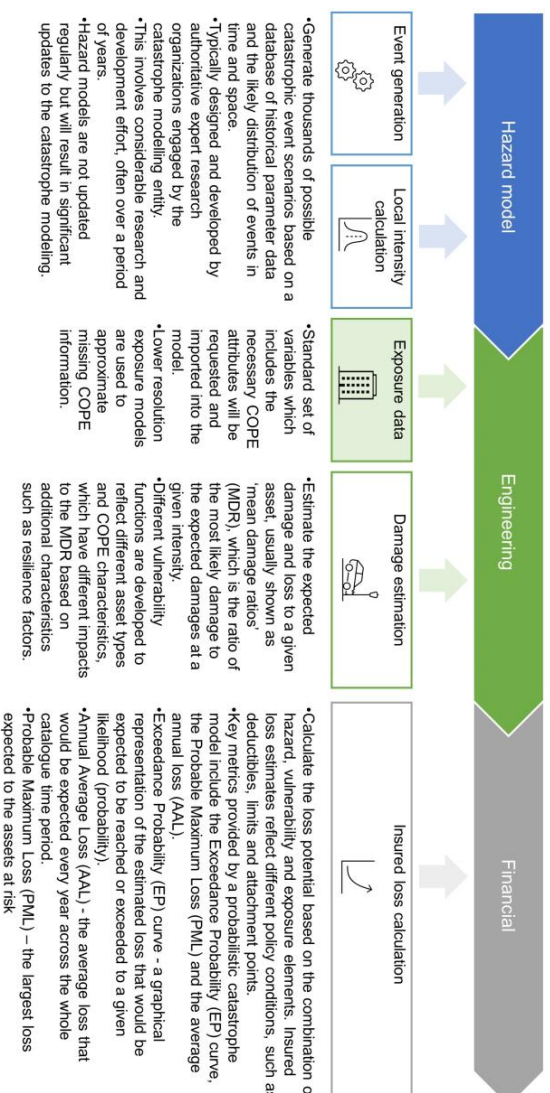 Hazard model
Engineering
Financial
Event generation
Local intensity
calculation
Exposure data
Damage estimation
Insured loss calculation
•Generate thousands of possible
catastrophic event scenarios based on a
database of historical parameter data
and the likely distribution of events in
time and space.
•Typically designed and developed by
authoritative expert research
organizations engaged by the
catastrophe modelling entity.
•This involves considerable research and
development effort, often over a period
of years.
•Hazard models are not updated
regularly but will result in significant
updates to the catastrophe modeling.
•Standard set of
variables which
includes the
necessary COPE
attributes will be
requested and
imported into the
model.
•Lower resolution
exposure models
are used to
approximate
missing COPE
information.
•Estimate the expected
damage and loss to a given
asset, usually shown as
'mean damage ratios'
(MDR), which is the ratio of
the most likely damage to
the expected damages at a
given intensity.
•Different vulnerability
functions are developed to
reflect different asset types
and COPE characteristics,
which have different impacts
to the MDR based on
additional characteristics
such as resilience factors.
•Calculate the loss potential based on the combination
hazard, vulnerability and exposure elements. Insured
loss estimates reflect different policy conditions, such
deductibles, limits and attachment points.
•Key metrics provided by a probabilistic catastrophe
model include the Exceedance Probability (EP) curve,
the Probable Maximum Loss (PML) and the average
annual loss (AAL).
•Exceedance Probability (EP) curve - a graphical
representation of the estimated loss that would be
expected to be reached or exceeded to a given
likelihood (probability).
•Annual Average Loss (AAL) - the average loss that
would be expected every year across the whole
catalogue time period.
•Probable Maximum Loss (PML) – the largest loss
expected to the assets at risk